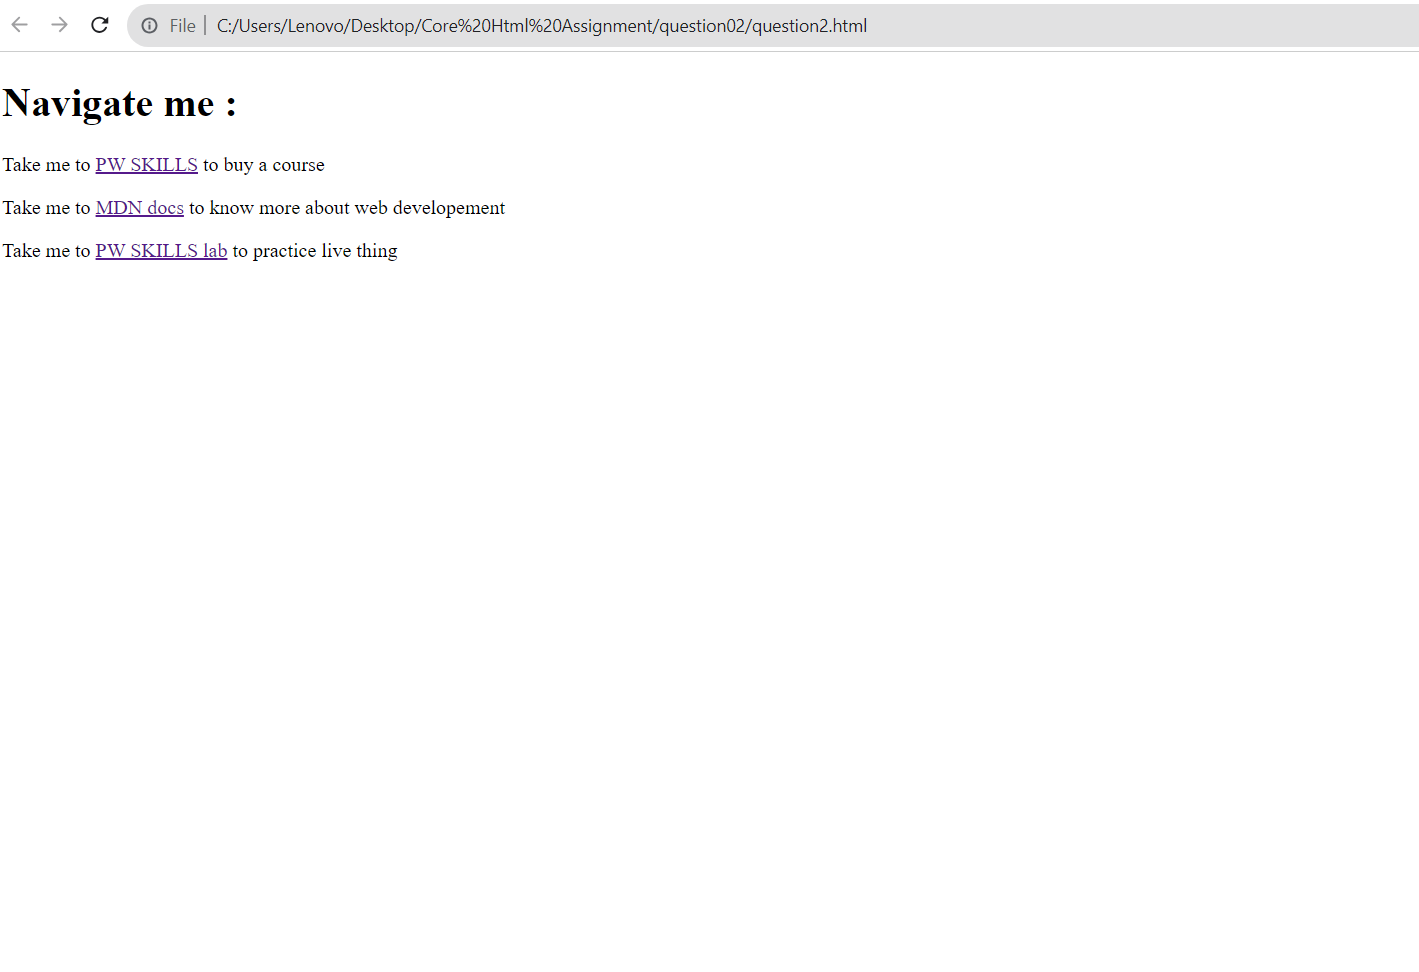 File C:/Users/Lenovo/Desktop/Core%20Html%20Assignment/question02/question2.html
Navigate me :
Take me to PW SKILLS to buy a course
Take me to MDN docs to know more about web developement
Take me to PW SKILLS lab to practice live thing